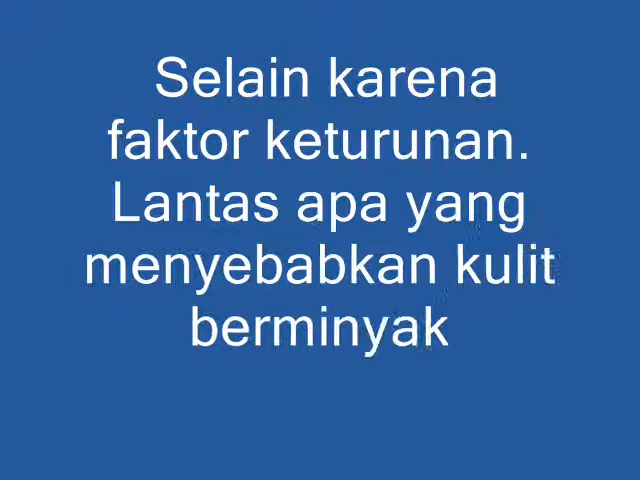 Selain karena
faktor keturunan.
Lantas apa yang
menyebabkan kulit
berminyak